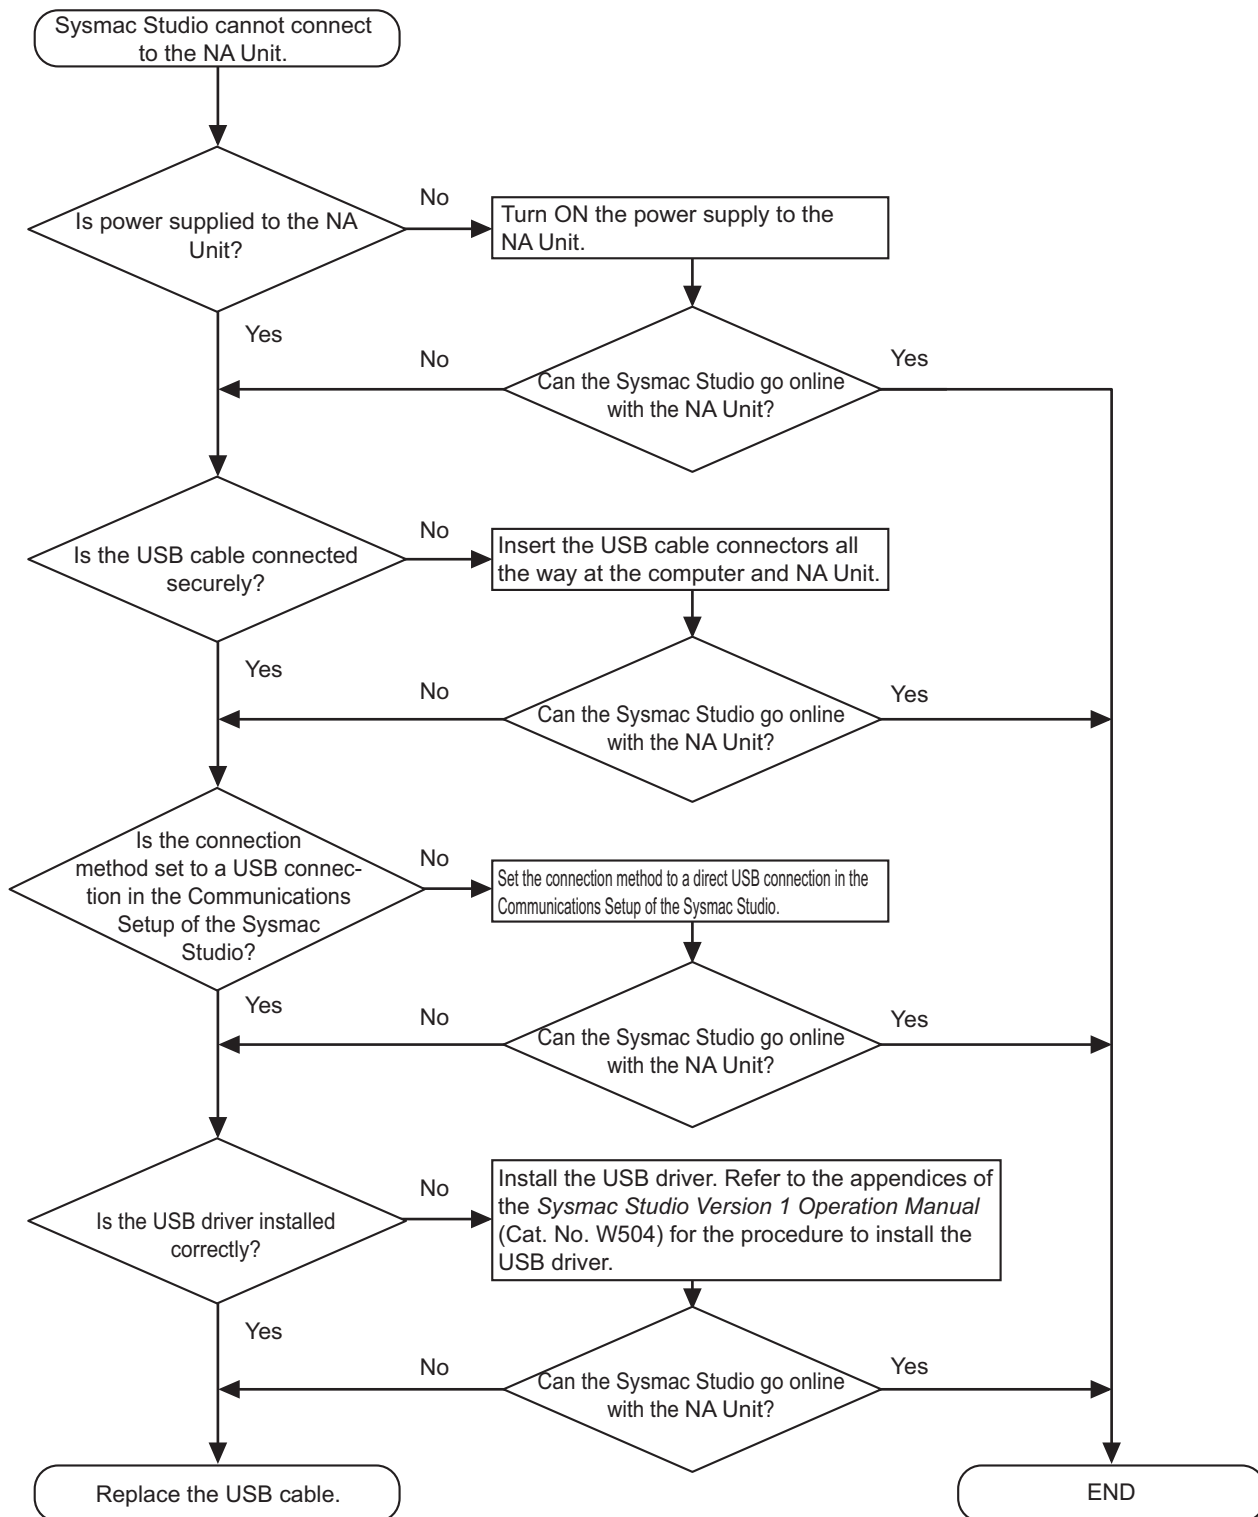 Sysmac Studio cannot connect
to the NA Unit.
No
Is power supplied to the NA
Unit?
Turn ON the power supply to the
NA Unit.
Yes
No
Yes
Can the Sysmac Studio go online
with the NA Unit?
No
Is the USB cable connected
securely?
Insert the USB cable connectors all
the way at the computer and NA Unit.
Yes
No
Yes
Can the Sysmac Studio go online
with the NA Unit?
Is the connection
method set to a USB connec-
tion in the Communications
Setup of the Sysmac
Studio?
No
Set the connection method to a direct USB connection in the
Communications Setup of the Sysmac Studio.
Yes
No
Yes
Can the Sysmac Studio go online
with the NA Unit?
No
Is the USB driver installed
correctly?
Install the USB driver. Refer to the appendices of
the Sysmac Studio Version 1 Operation Manual
(Cat. No. W504) for the procedure to install the
USB driver.
Yes
No
Yes
Can the Sysmac Studio go online
with the NA Unit?
Replace the USB cable.
END